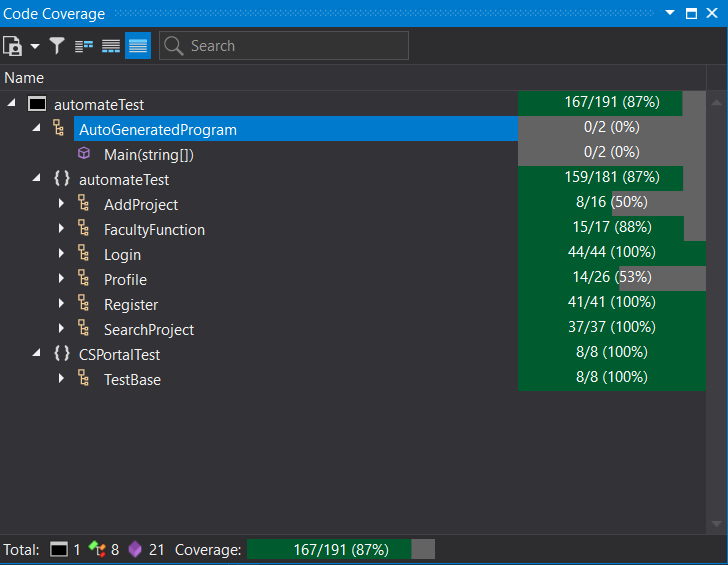 Code Coverage
Search
Name
automateTest 167/191 (87%)
AutoGeneratedProgram 0/2 (0%)
Main(string[]) 0/2 (0%)
{ } automateTest 159/181 (87%)
AddProject 8/16 (50%)
FacultyFunction 15/17 (88%)
Login 44/44 (100%)
Profile 14/26 (53%)
Register 41/41 (100%)
SearchProject 37/37 (100%)
{ } CSPortalTest 8/8 (100%)
TestBase 8/8 (100%)
Total: 1 8 21 Coverage: 167/191 (87%)